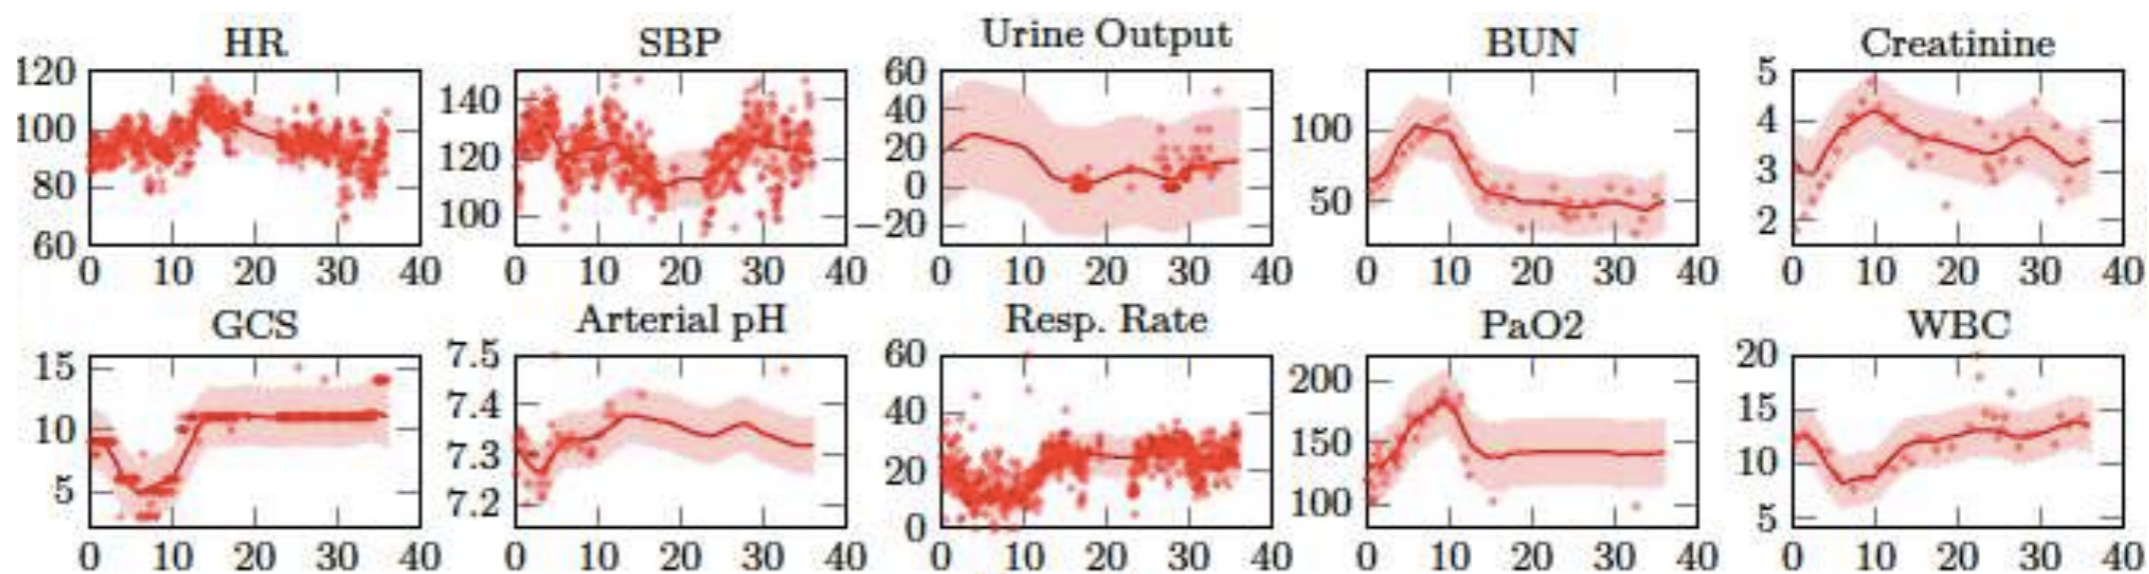 HR SBP Urine Output BUN Creatinine
120 100 80 60
0 10 20 30 40
140 120 100
0 10 20 30 40
60 40 20 0 −20
0 10 20 30 40
100 50
0 10 20 30 40
5 4 3 2
0 10 20 30 40
GCS Arterial pH Resp. Rate PaO2 WBC
15 10 5
0 10 20 30 40
7.5 7.4 7.3 7.2
0 10 20 30 40
60 40 20 0
0 10 20 30 40
200 150 100
0 10 20 30 40
20 15 10 5
0 10 20 30 40